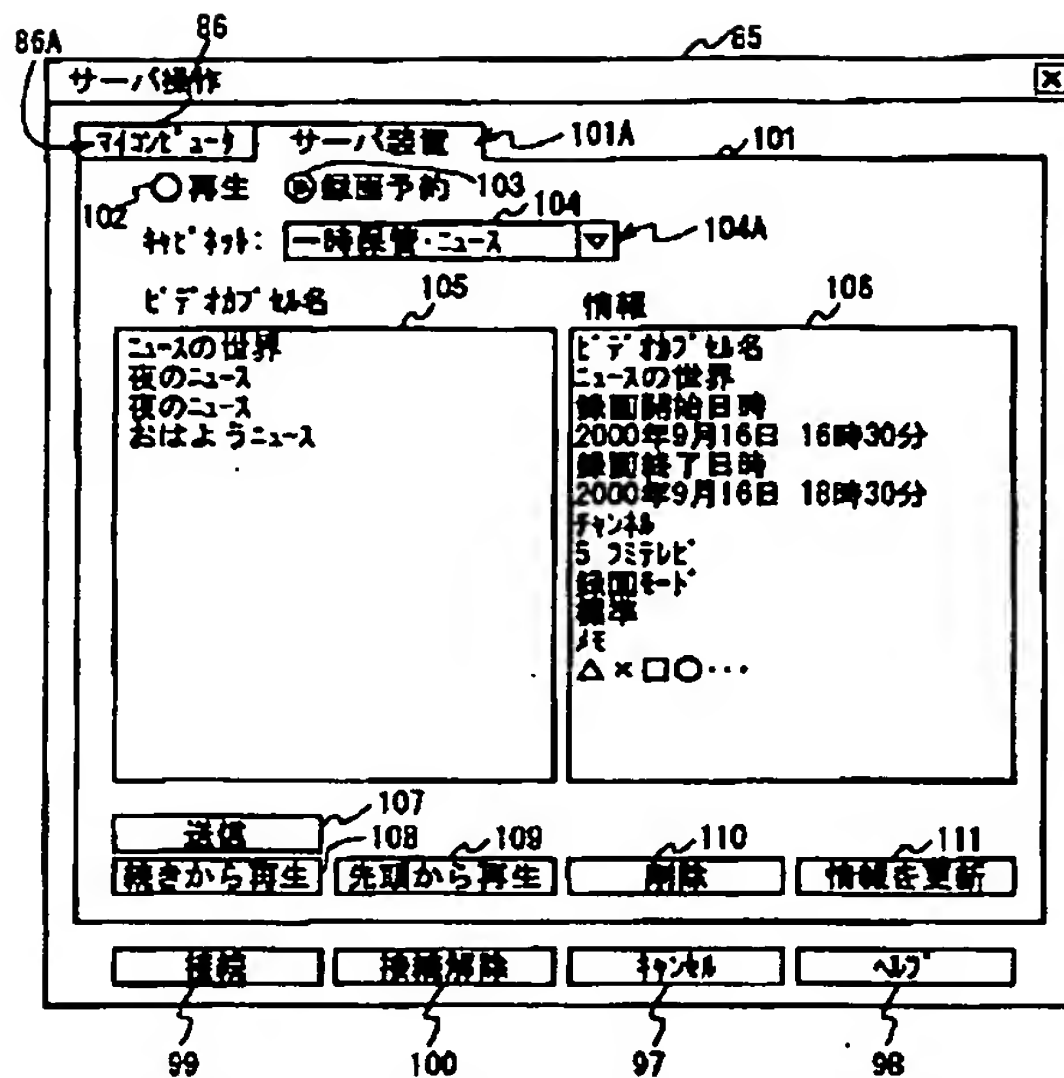 86A 86 85
サーバ操作
マイコンピュータ サーバ装置 101A 101
102 再生 録画予約 103
キャビネット: 一時保管・ニュース 104 104A
ビデオカプセル名 105 情報 106
ニュースの世界
夜のニュース
夜のニュース
おはようニュース
ビデオカプセル名
ニュースの世界
録画開始日時
2000年9月16日 16時30分
録画終了日時
2000年9月16日 18時30分
チャンネル
5 フミテレビ
録画モード
標準
メモ
△×□○・・・
送信 107
108 109 110 111
続きから再生 先頭から再生 削除 情報を更新
接続 接続解除 キャンセル ヘルプ
99 100 97 98